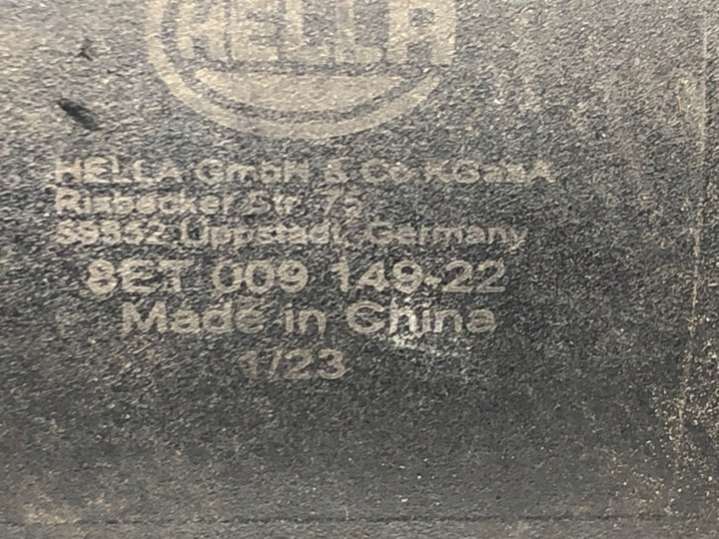 HELLA
HELLA GmbH & Co. KGaaA
Rixbecker Str. 75
59552 Lippstadt, Germany
8ET 009 149-22
Made in China
1/23